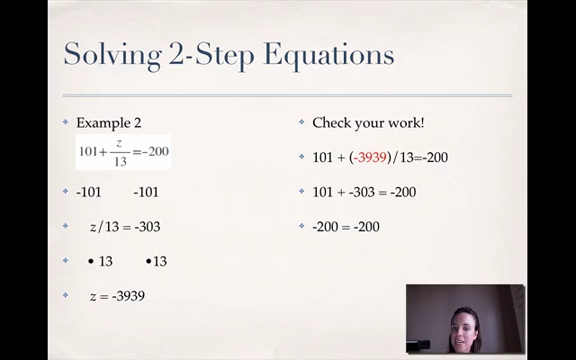 Solving 2-Step Equations
Example 2
101+ z/13 =-200
-101 -101
z/13 = -303
• 13 •13
z = -3939
Check your work!
101 + (-3939)/13=-200
101 + -303 = -200
-200 = -200